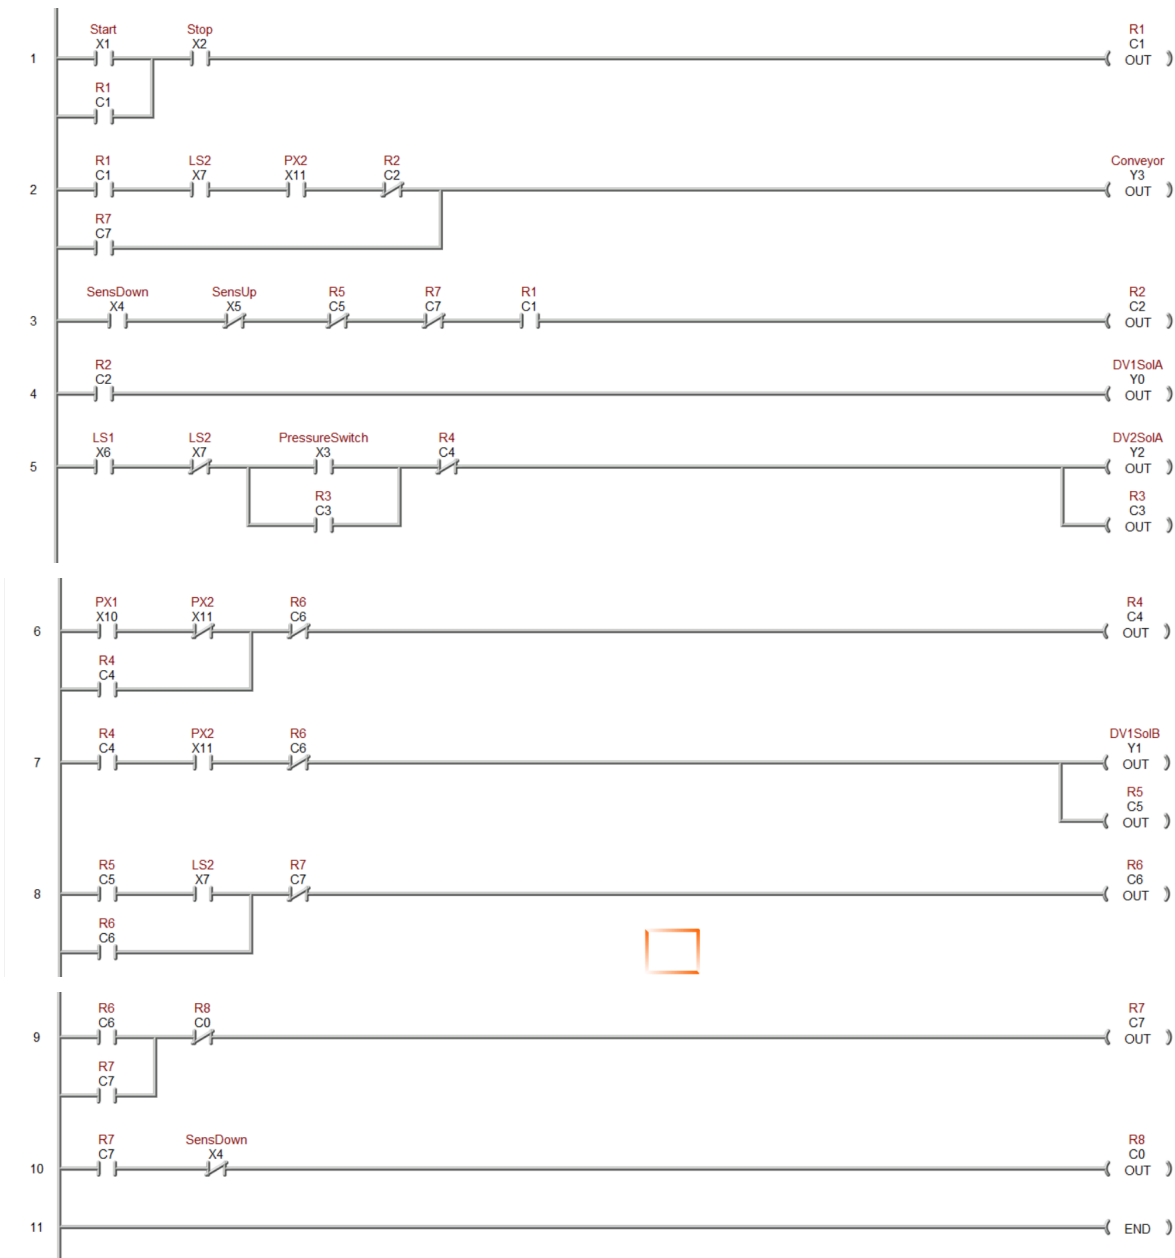 Start Stop R1
X1 X2 C1
1 OUT
R1
C1
R1 LS2 PX2 R2 Conveyor
C1 X7 X11 C2 Y3
2 OUT
R7
C7
SensDown SensUp R5 R7 R1 R2
X4 X5 C5 C7 C1 C2
3 OUT
R2 DV1SolA
C2 Y0
4 OUT
LS1 LS2 PressureSwitch R4 DV2SolA
X6 X7 X3 C4 Y2
5 OUT
R3 R3
C3 C3
OUT
PX1 PX2 R6 R4
X10 X11 C6 C4
6 OUT
R4
C4
R4 PX2 R6 DV1SolB
C4 X11 C6 Y1
7 OUT
R5
C5
OUT
R5 LS2 R7 R6
C5 X7 C7 C6
8 OUT
R6
C6
R6 R8 R7
C6 C0 C7
9 OUT
R7
C7
R7 SensDown R8
C7 X4 C0
10 OUT
11 END